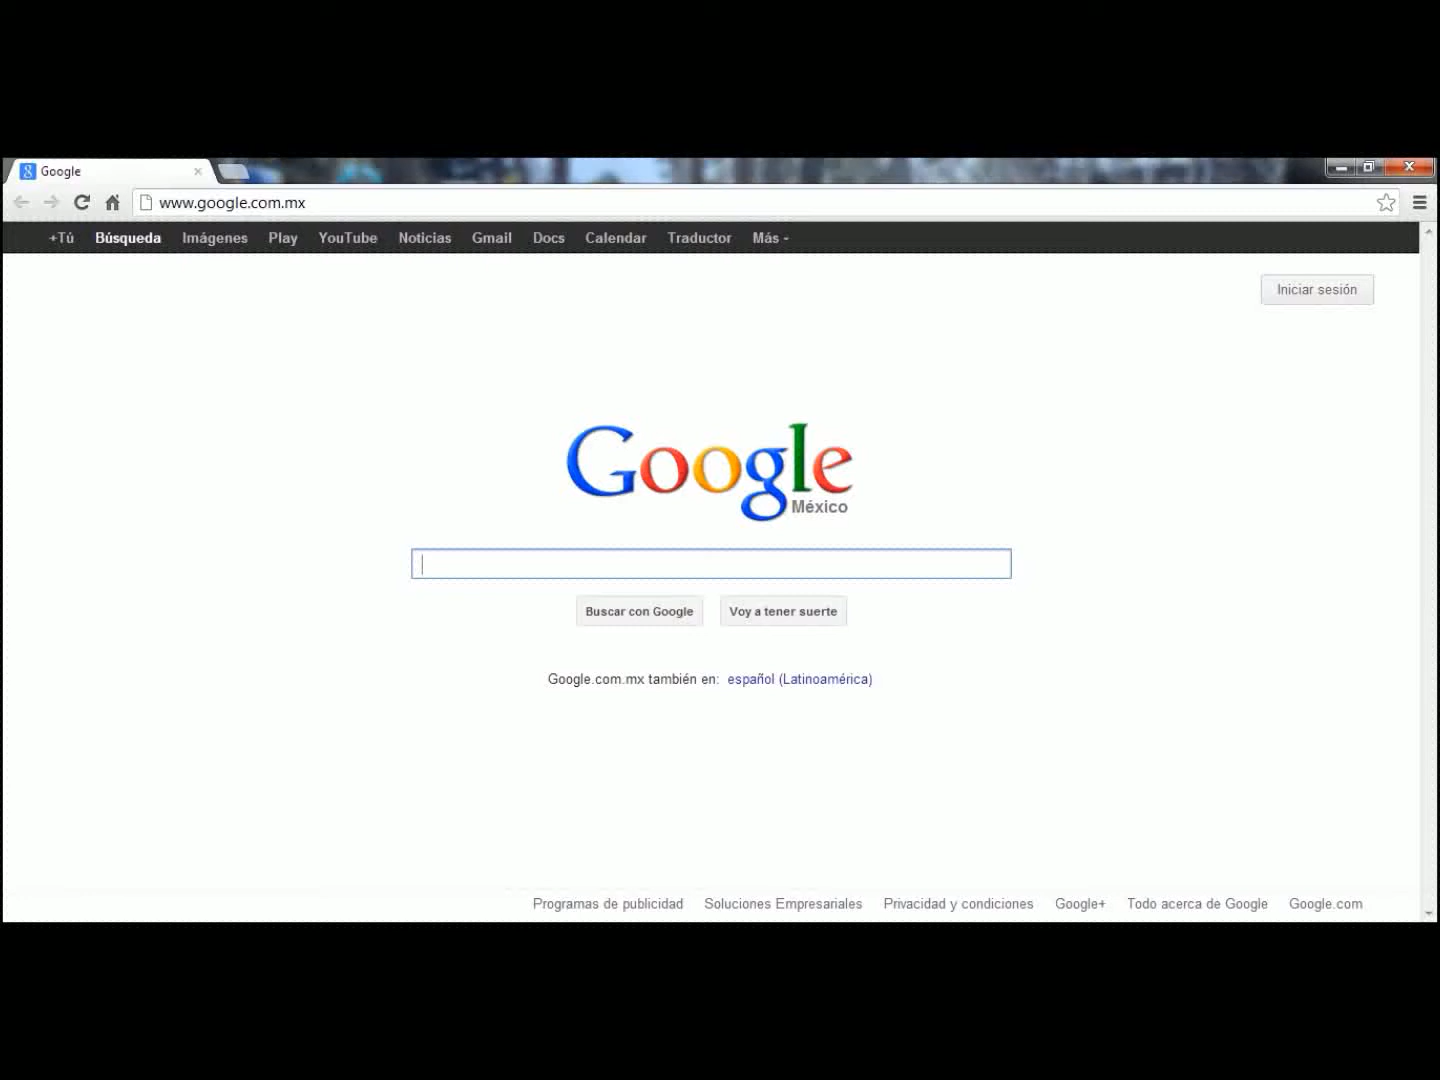 Google
www.google.com.mx
+Tú Búsqueda Imágenes Play YouTube Noticias Gmail Docs Calendar Traductor Más
Iniciar sesión
Google
México
Buscar con Google Voy a tener suerte
Google.com.mx también en: español (Latinoamérica)
Programas de publicidad Soluciones Empresariales Privacidad y condiciones Google+ Todo acerca de Google Google.com